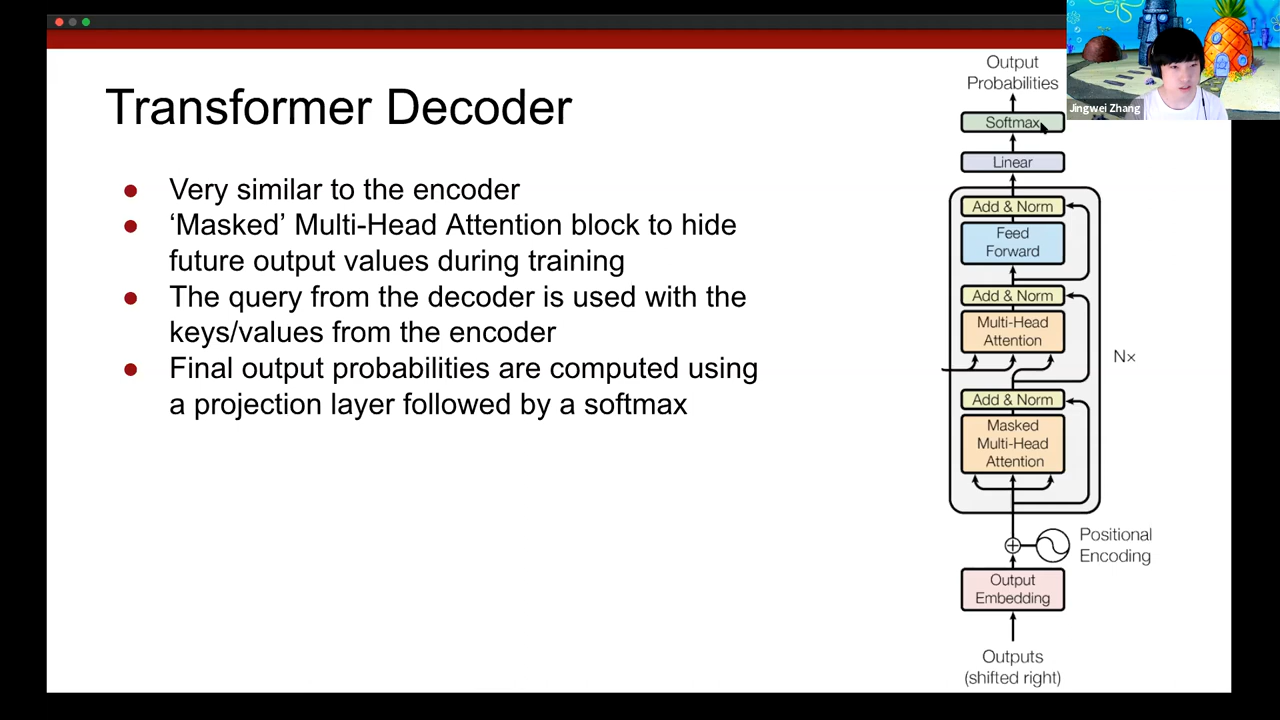 Transformer Decoder
● Very similar to the encoder
● ‘Masked’ Multi-Head Attention block to hide
future output values during training
● The query from the decoder is used with the
keys/values from the encoder
● Final output probabilities are computed using
a projection layer followed by a softmax
Output
Probabilities
Softmax
Linear
Add & Norm
Feed
Forward
Add & Norm
Multi-Head
Attention
N×
Add & Norm
Masked
Multi-Head
Attention
Positional
Encoding
Output
Embedding
Outputs
(shifted right)
Jingwei Zhang